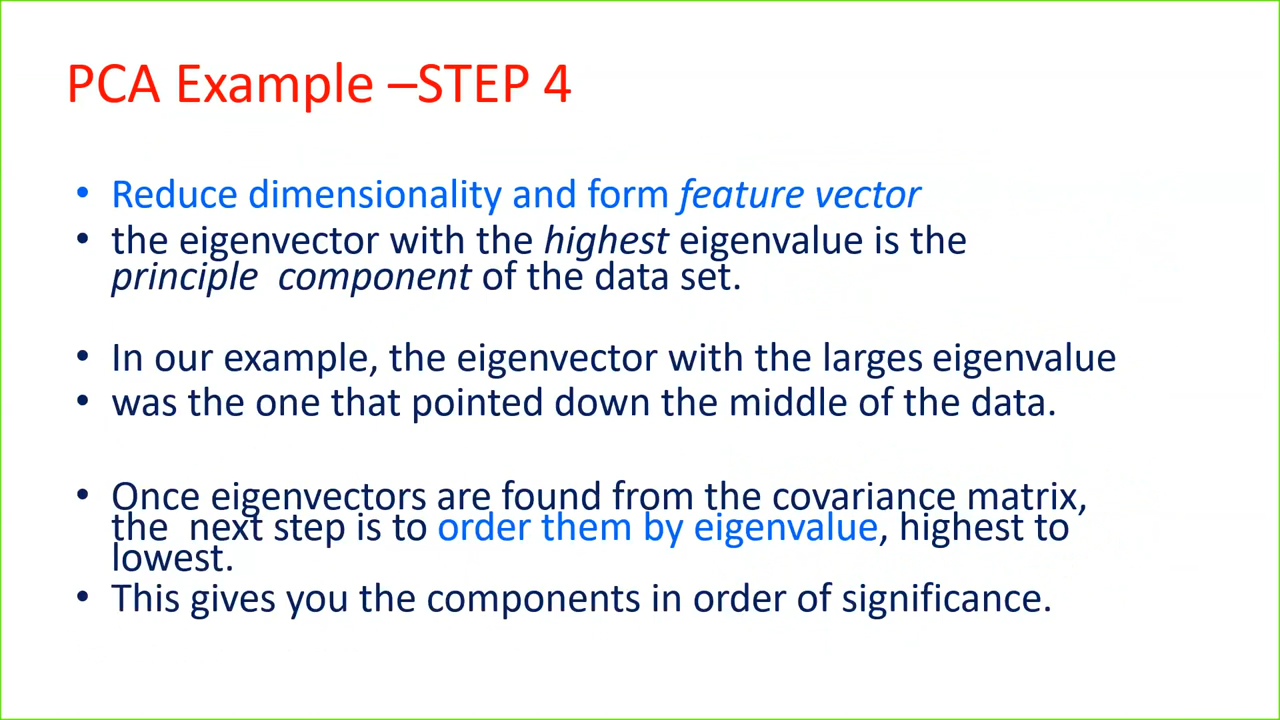 PCA Example –STEP 4
• Reduce dimensionality and form feature vector
• the eigenvector with the highest eigenvalue is the
principle component of the data set.
• In our example, the eigenvector with the larges eigenvalue
• was the one that pointed down the middle of the data.
• Once eigenvectors are found from the covariance matrix,
the next step is to order them by eigenvalue, highest to
lowest.
• This gives you the components in order of significance.